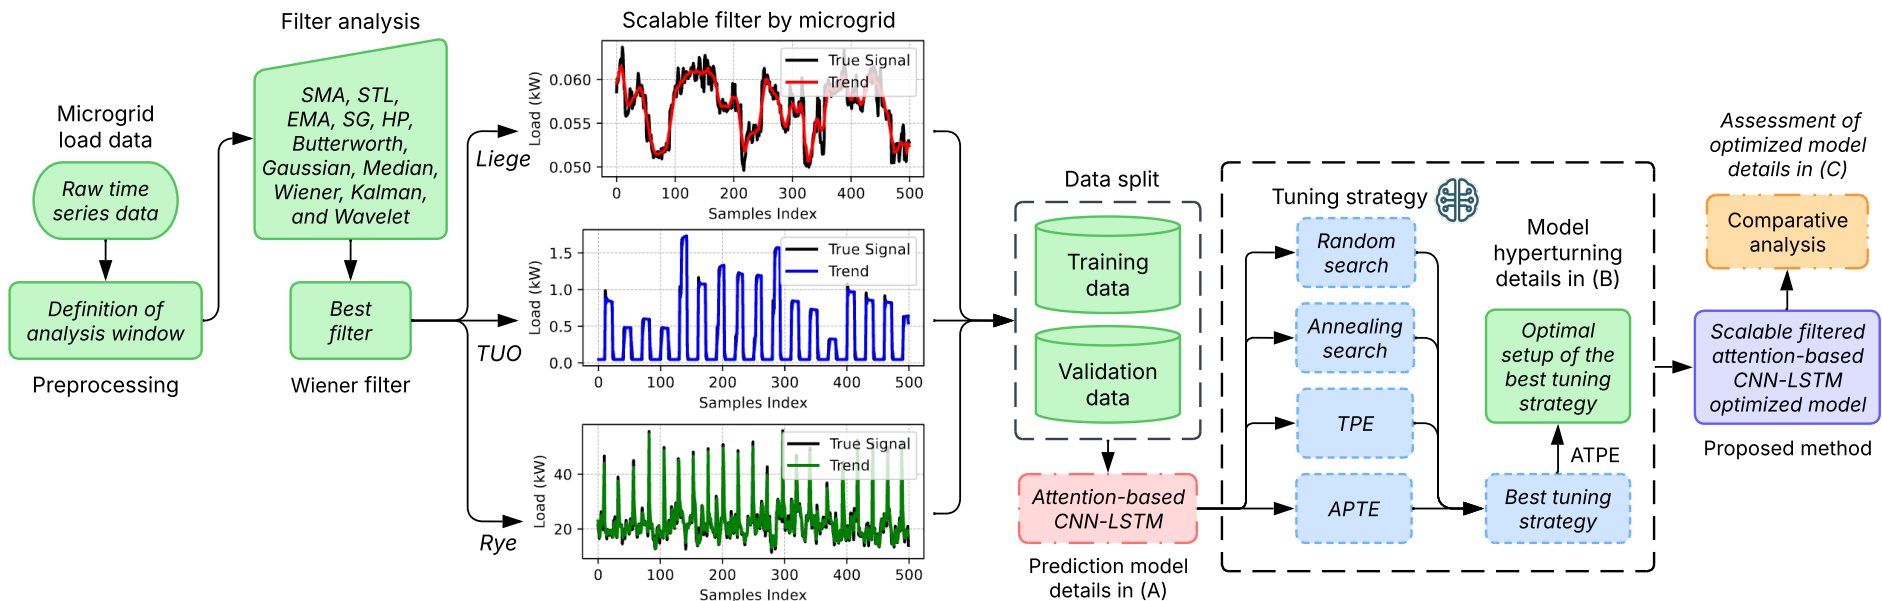 Microgrid
load data
Raw time
series data
Definition of
analysis window
Preprocessing
Filter analysis
SMA, STL,
EMA, SG, HP,
Butterworth,
Gaussian, Median,
Wiener, Kalman,
and Wavelet
Best
filter
Wiener filter
Liege
TUO
Rye
Scalable filter by microgrid
True Signal
Trend
Load (kW)
0.060
0.055
0.050
0 100 200 300 400 500
Samples Index
True Signal
Trend
Load (kW)
1.5
1.0
0.5
0.0
0 100 200 300 400 500
Samples Index
True Signal
Trend
Load (kW)
40
20
0 100 200 300 400 500
Samples Index
Data split
Training
data
Validation
data
Attention-based
CNN-LSTM
Prediction model
details in (A)
Tuning strategy
Random
search
Annealing
search
TPE
APTE
Model
hyperturning
details in (B)
Optimal
setup of the
best tuning
strategy
ATPE
Best tuning
strategy
Assessment of
optimized model
details in (C)
Comparative
analysis
Scalable filtered
attention-based
CNN-LSTM
optimized model
Proposed method